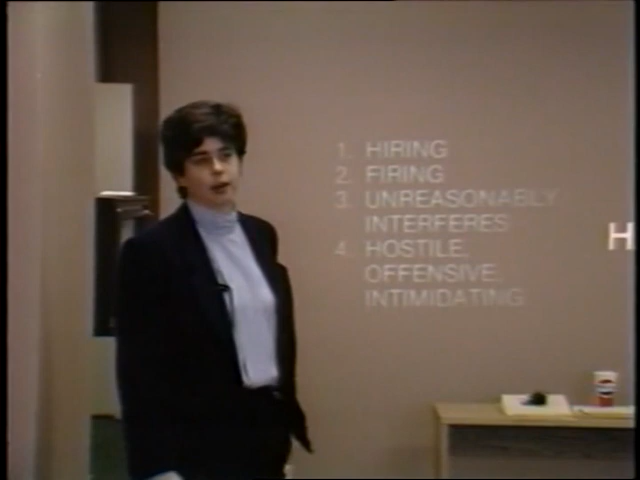 1. HIRING
2. FIRING
3. UNREASONABLY
INTERFERES
4. HOSTILE,
OFFENSIVE,
INTIMIDATING
H